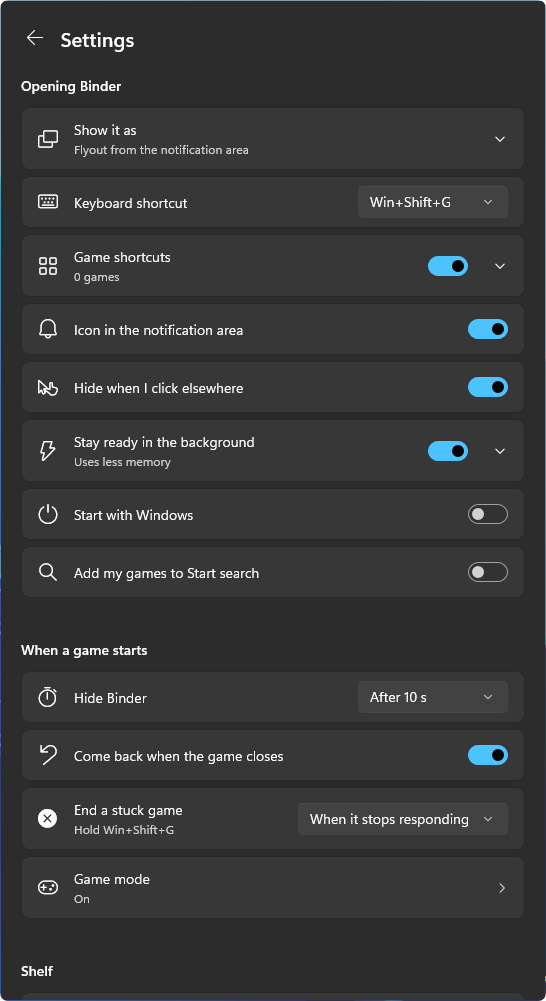 Settings
Opening Binder
Show it as
Flyout from the notification area
Keyboard shortcut
Win+Shift+G
Game shortcuts
0 games
Icon in the notification area
Hide when I click elsewhere
Stay ready in the background
Uses less memory
Start with Windows
Add my games to Start search
When a game starts
Hide Binder
After 10 s
Come back when the game closes
End a stuck game
Hold Win+Shift+G
When it stops responding
Game mode
On
Shelf